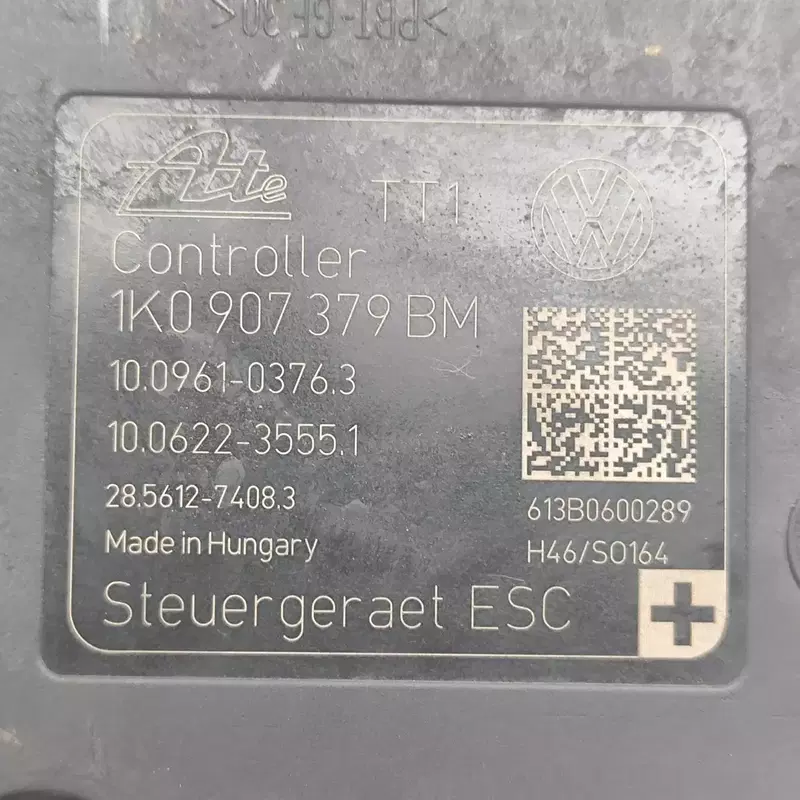 >PBT-GF30<
Ate TT1
Controller
1K0 907 379 BM
10.0961-0376.3
10.0622-3555.1
28.5612-7408.3
613B0600289
Made in Hungary
H46/SO164
Steuergeraet ESC